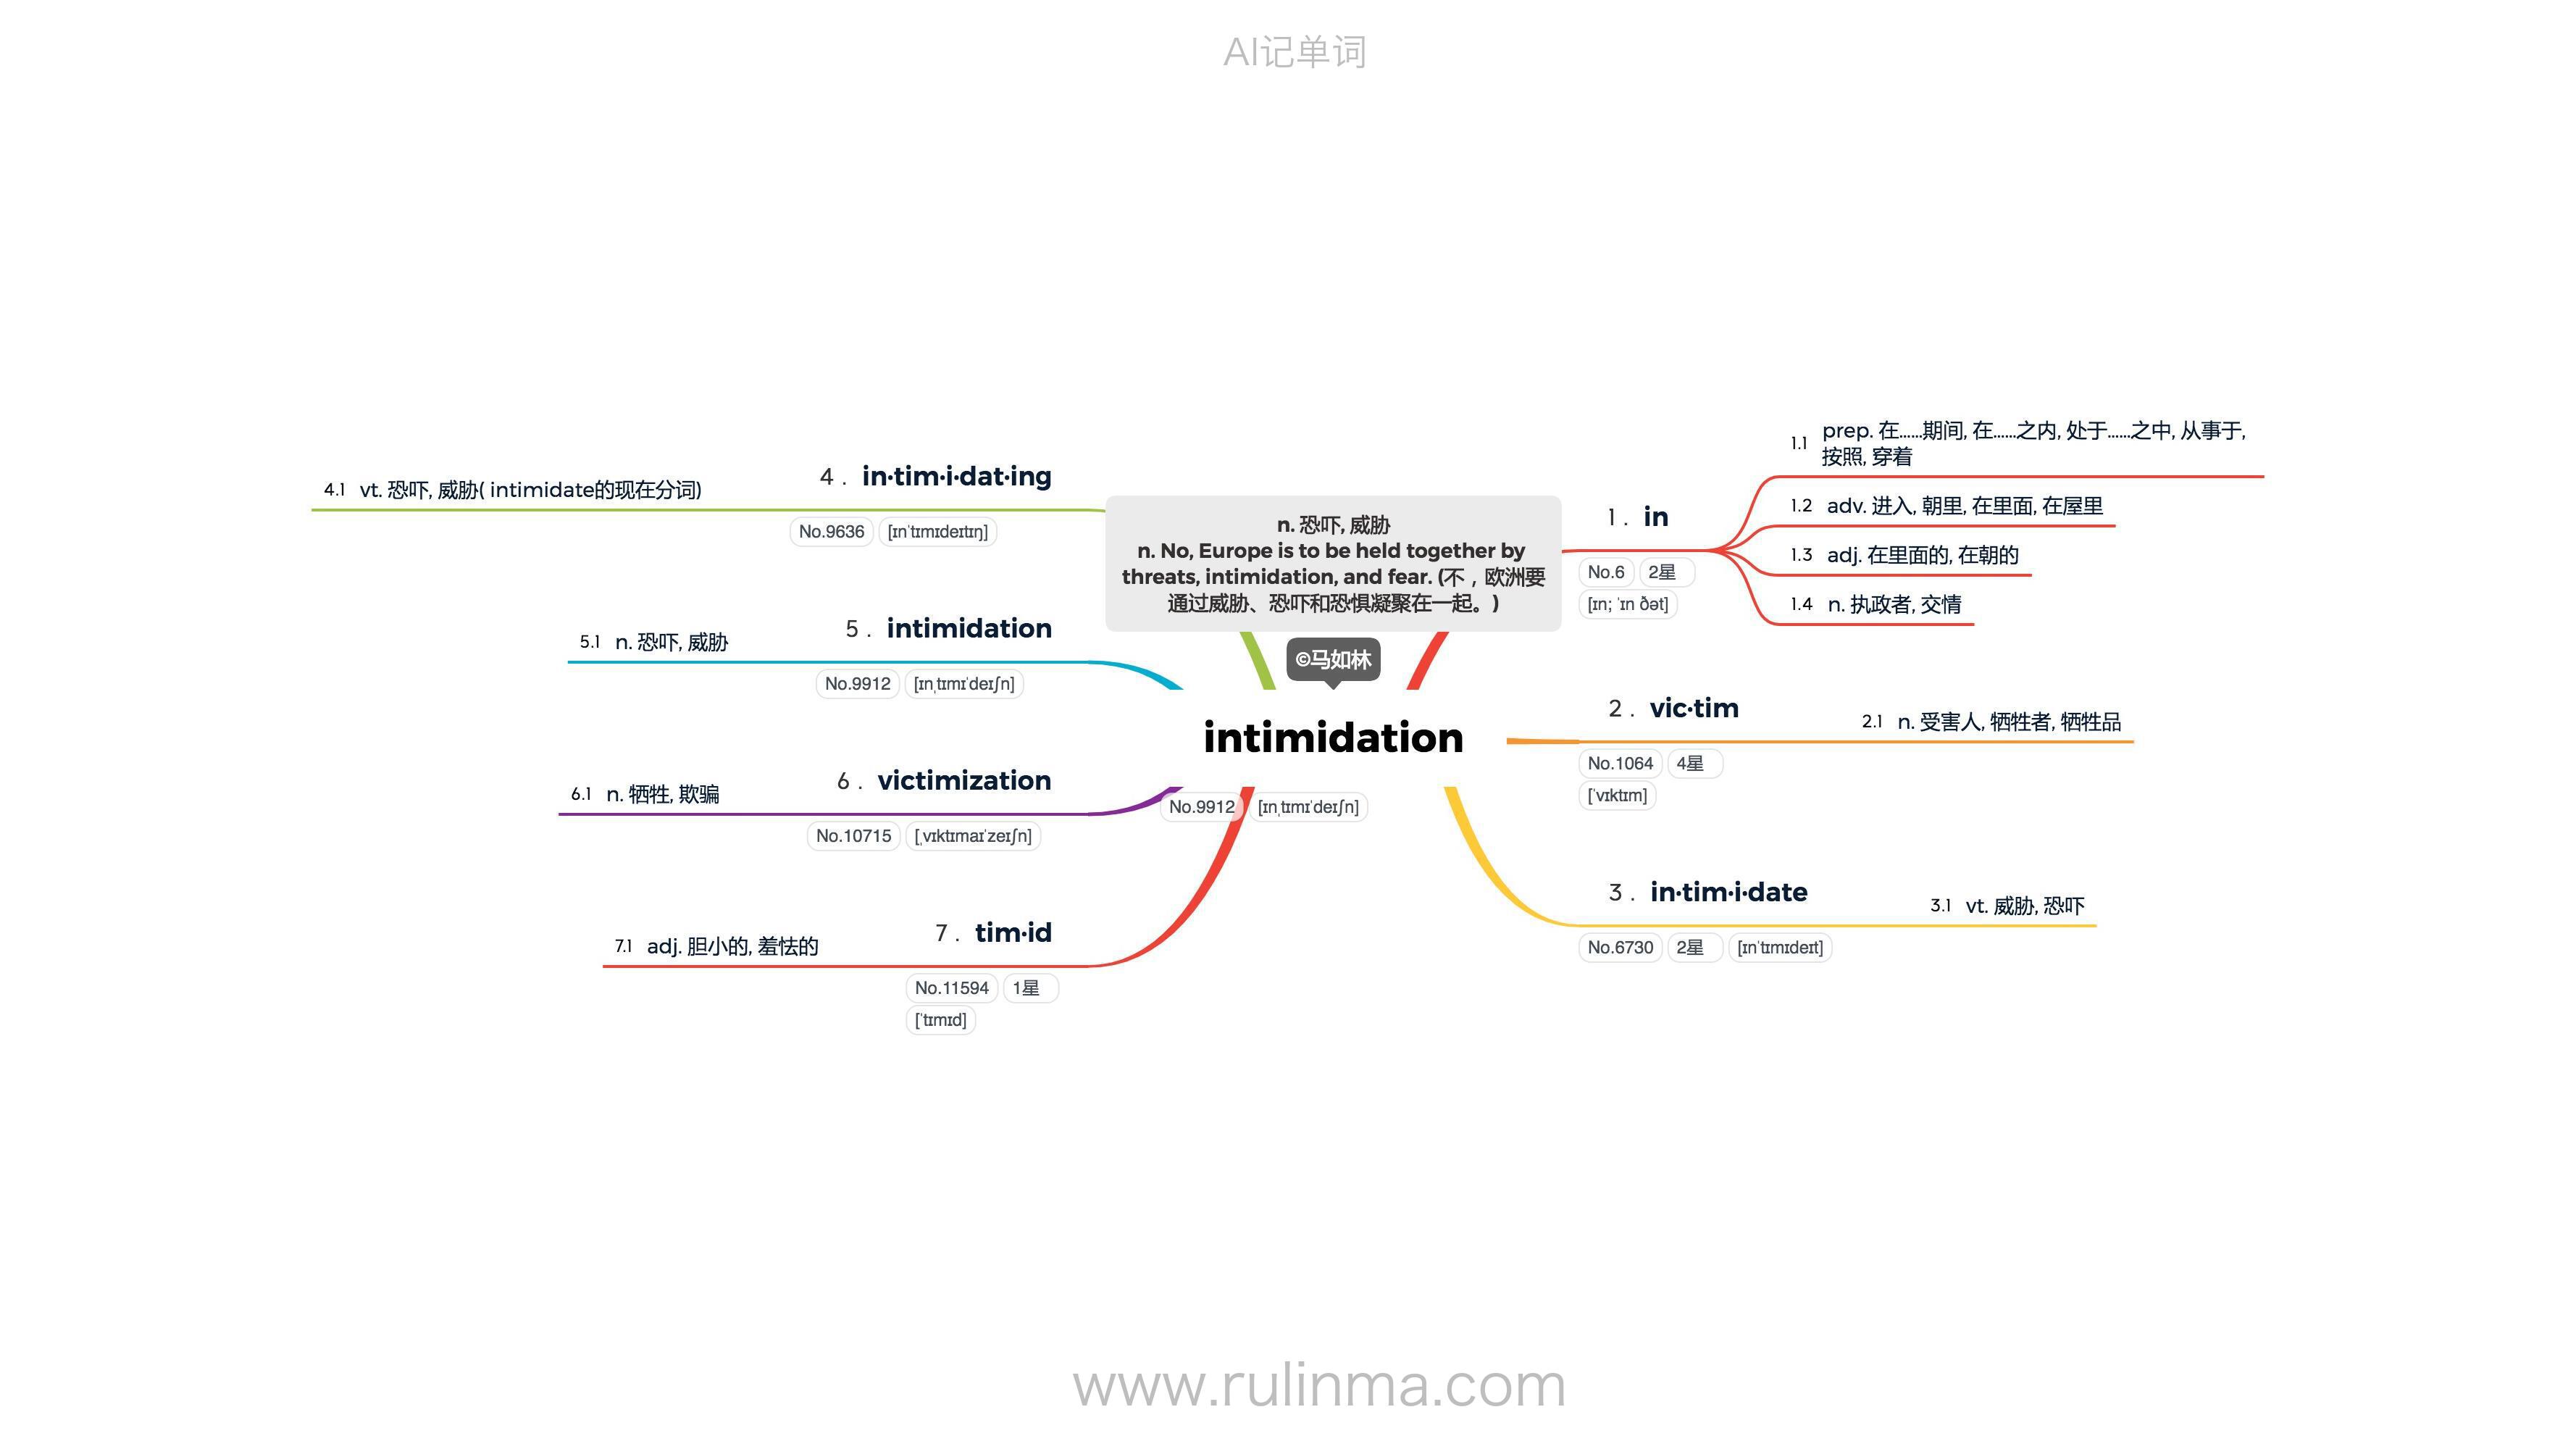 AI记单词
n. 恐吓, 威胁
n. No, Europe is to be held together by
threats, intimidation, and fear. (不，欧洲要
通过威胁、恐吓和恐惧凝聚在一起。)
©马如林
intimidation
No.9912 [ɪnˌtɪmɪˈdeɪʃn]
1. in
No.6 2星
[ɪn; ˈɪn ðət]
1.1 prep. 在……期间, 在……之内, 处于……之中, 从事于,
按照, 穿着
1.2 adv. 进入, 朝里, 在里面, 在屋里
1.3 adj. 在里面的, 在朝的
1.4 n. 执政者, 交情
2. vic·tim
No.1064 4星
[ˈvɪktɪm]
2.1 n. 受害人, 牺牲者, 牺牲品
3. in·tim·i·date
No.6730 2星 [ɪnˈtɪmɪdeɪt]
3.1 vt. 威胁, 恐吓
4. in·tim·i·dat·ing
No.9636 [ɪnˈtɪmɪdeɪtɪŋ]
4.1 vt. 恐吓, 威胁( intimidate的现在分词)
5. intimidation
No.9912 [ɪnˌtɪmɪˈdeɪʃn]
5.1 n. 恐吓, 威胁
6. victimization
No.10715 [ˌvɪktɪmaɪˈzeɪʃn]
6.1 n. 牺牲, 欺骗
7. tim·id
No.11594 1星
[ˈtɪmɪd]
7.1 adj. 胆小的, 羞怯的
www.rulinma.com